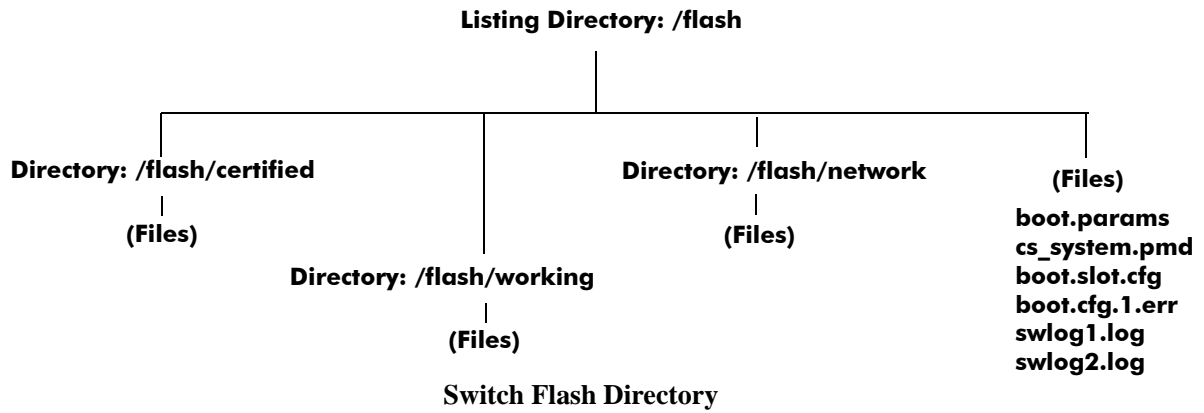 Listing Directory: /flash
Directory: /flash/certified
(Files)
Directory: /flash/working
(Files)
Directory: /flash/network
(Files)
(Files)
boot.params
cs_system.pmd
boot.slot.cfg
boot.cfg.1.err
swlog1.log
swlog2.log
Switch Flash Directory